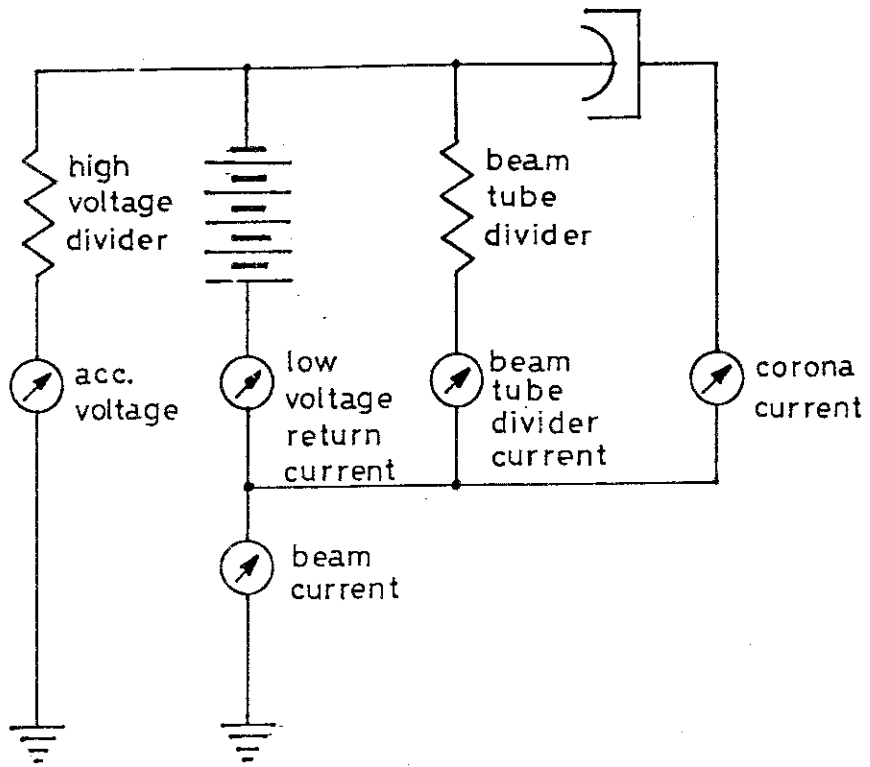 high
voltage
divider
beam
tube
divider
acc.
voltage
low
voltage
return
current
beam
tube
divider
current
corona
current
beam
current